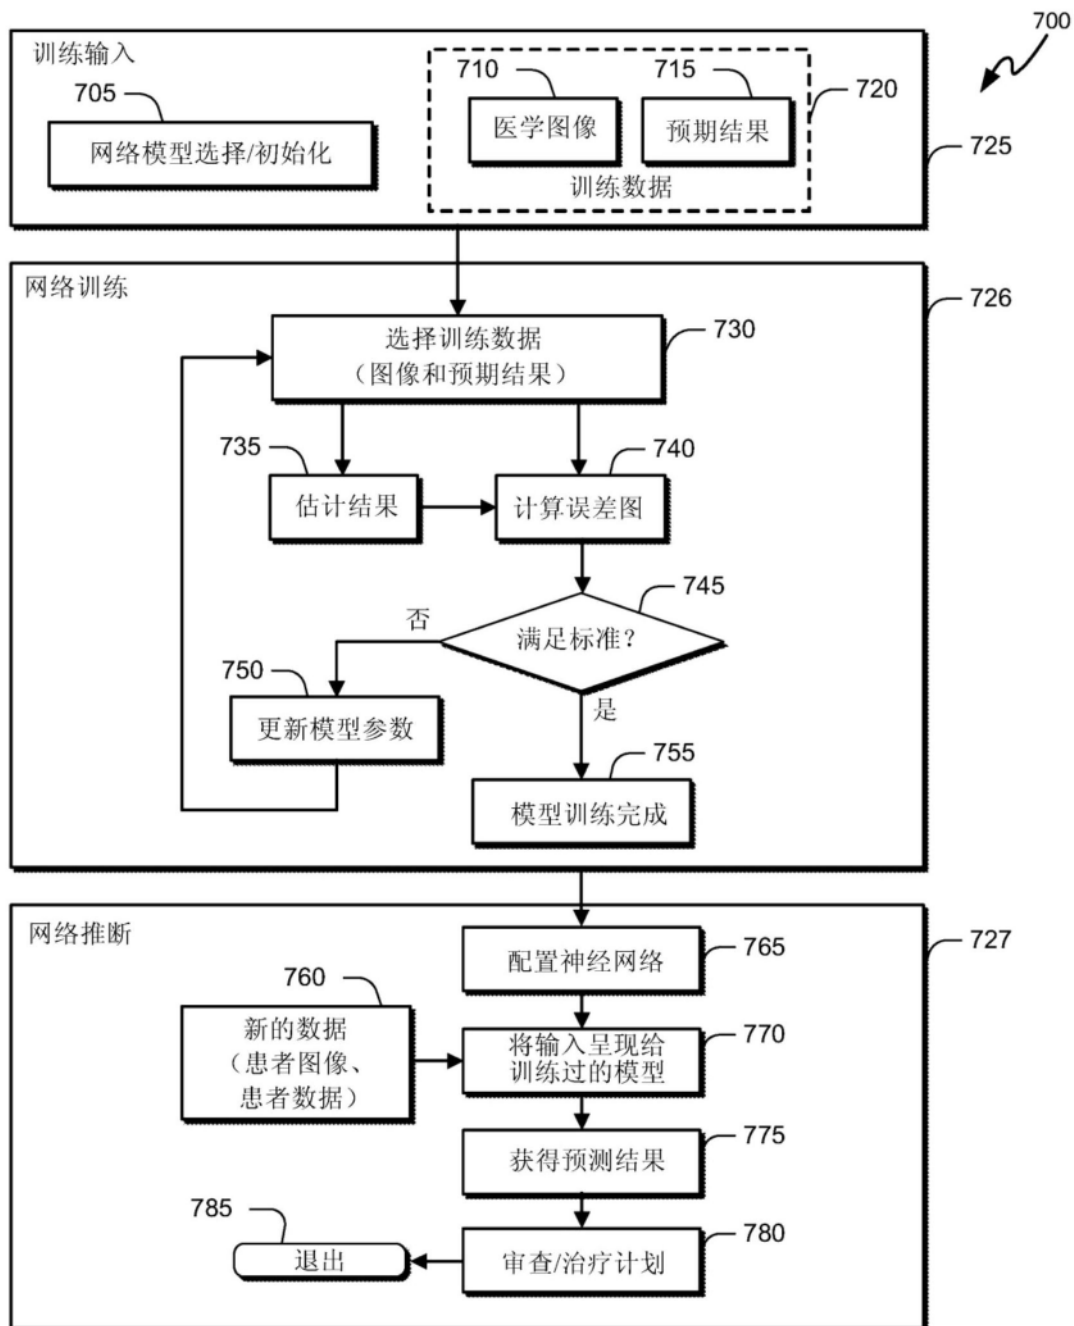 700
训练输入
705
710
715
720
网络模型选择/初始化
医学图像
预期结果
训练数据
725
网络训练
726
选择训练数据
（图像和预期结果）
730
735
740
估计结果
计算误差图
745
否
满足标准？
750
更新模型参数
是
755
模型训练完成
网络推断
727
配置神经网络
765
760
新的数据
（患者图像、
患者数据）
将输入呈现给
训练过的模型
770
获得预测结果
775
785
退出
审查/治疗计划
780